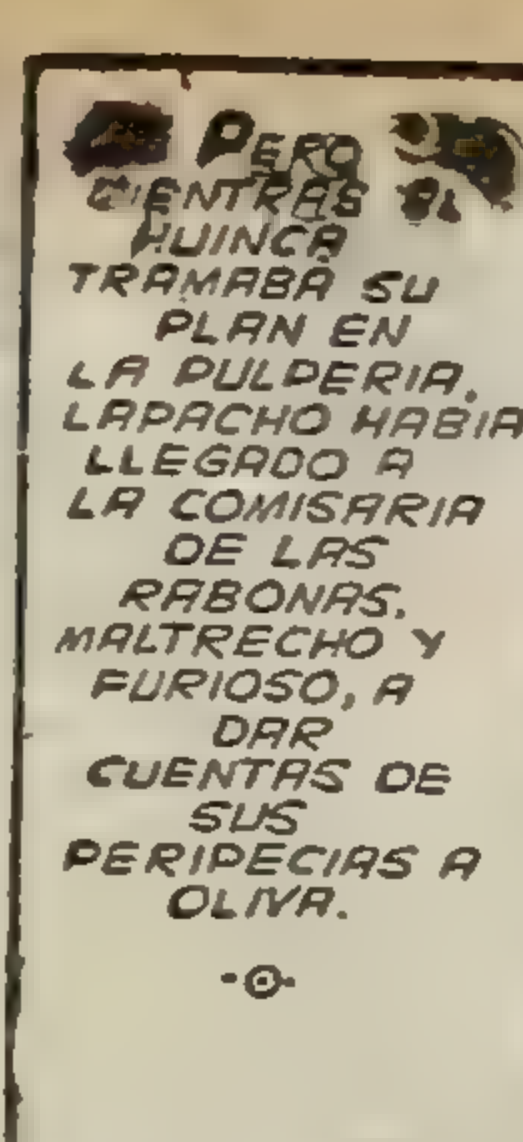 PERO
MIENTRAS EL
HUINCA
TRAMABA SU
PLAN EN
LA PULPERIA.
LAPACHO HABIA
LLEGADO A
LA COMISARIA
DE LAS
RABONAS.
MALTRECHO Y
FURIOSO, A
DAR
CUENTAS DE
SUS
PERIPECIAS A
OLIVA.